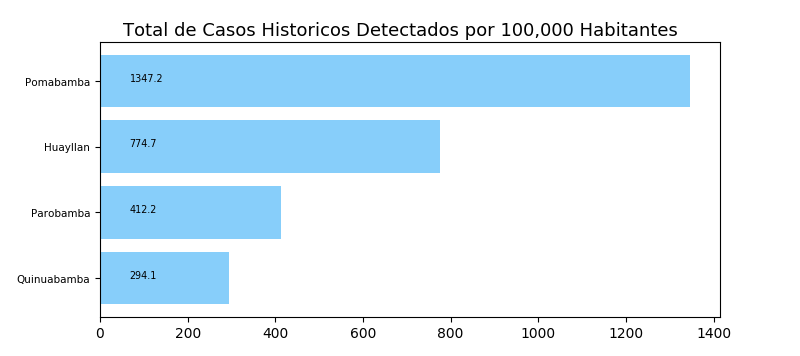 Total de Casos Historicos Detectados por 100,000 Habitantes
Pomabamba 1347.2
Huayllan 774.7
Parobamba 412.2
Quinuabamba 294.1
0 200 400 600 800 1000 1200 1400